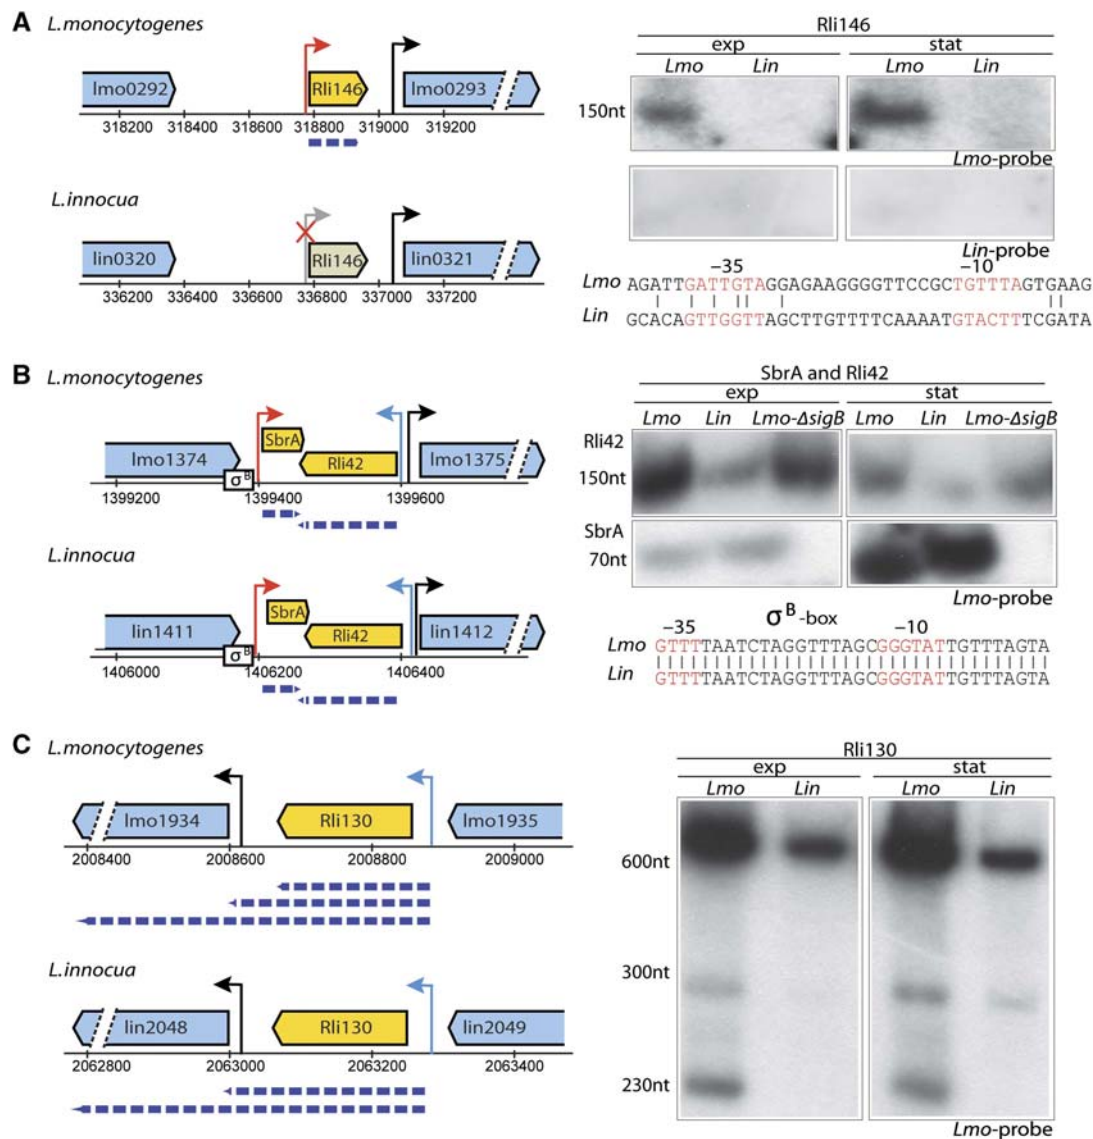 A
L.monocytogenes
lmo0292
Rli146
lmo0293
318200 318400 318600 318800 319000 319200
L.innocua
lin0320
Rli146
lin0321
336200 336400 336600 336800 337000 337200
Rli146
exp stat
Lmo Lin Lmo Lin
150nt
Lmo-probe
Lin-probe
−35 −10
Lmo AGATTGATTGTAGGAGAAGGGGTTCCGCTGTTTAGTGAAG
Lin GCACAGTTGGTTAGCTTGTTTTCAAAATGTACTTTCGATA
B
L.monocytogenes
lmo1374
σB
SbrA
Rli42
lmo1375
1399200 1399400 1399600
L.innocua
lin1411
σB
SbrA
Rli42
lin1412
1406000 1406200 1406400
SbrA and Rli42
exp stat
Lmo Lin Lmo-ΔsigB Lmo Lin Lmo-ΔsigB
Rli42
150nt
SbrA
70nt
Lmo-probe
σB-box
−35 −10
Lmo GTTTTAATCTAGGTTTAGCGGGTATTGTTTAGTA
Lin GTTTTAATCTAGGTTTAGCGGGTATTGTTTAGTA
C
L.monocytogenes
lmo1934
Rli130
lmo1935
2008400 2008600 2008800 2009000
L.innocua
lin2048
Rli130
lin2049
2062800 2063000 2063200 2063400
Rli130
exp stat
Lmo Lin Lmo Lin
600nt
300nt
230nt
Lmo-probe